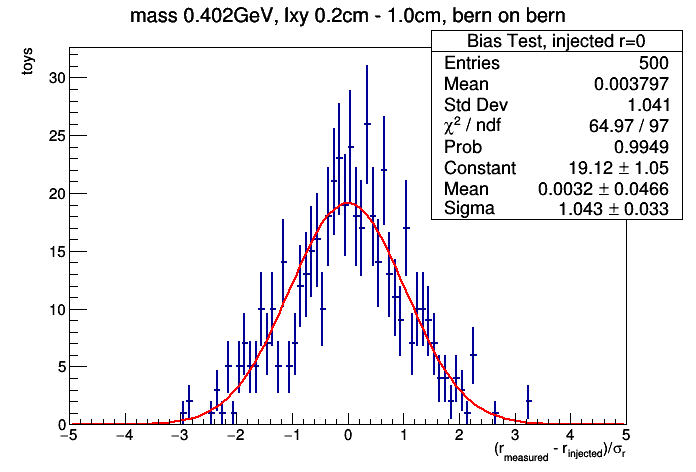 mass 0.402GeV, lxy 0.2cm - 1.0cm, bern on bern
Bias Test, injected r=0
Entries 500
Mean 0.003797
Std Dev 1.041
χ² / ndf 64.97 / 97
Prob 0.9949
Constant 19.12 ± 1.05
Mean 0.0032 ± 0.0466
Sigma 1.043 ± 0.033
toys
30
25
20
15
10
5
0
−5 −4 −3 −2 −1 0 1 2 3 4 5
(r_measured - r_injected)/σ_r